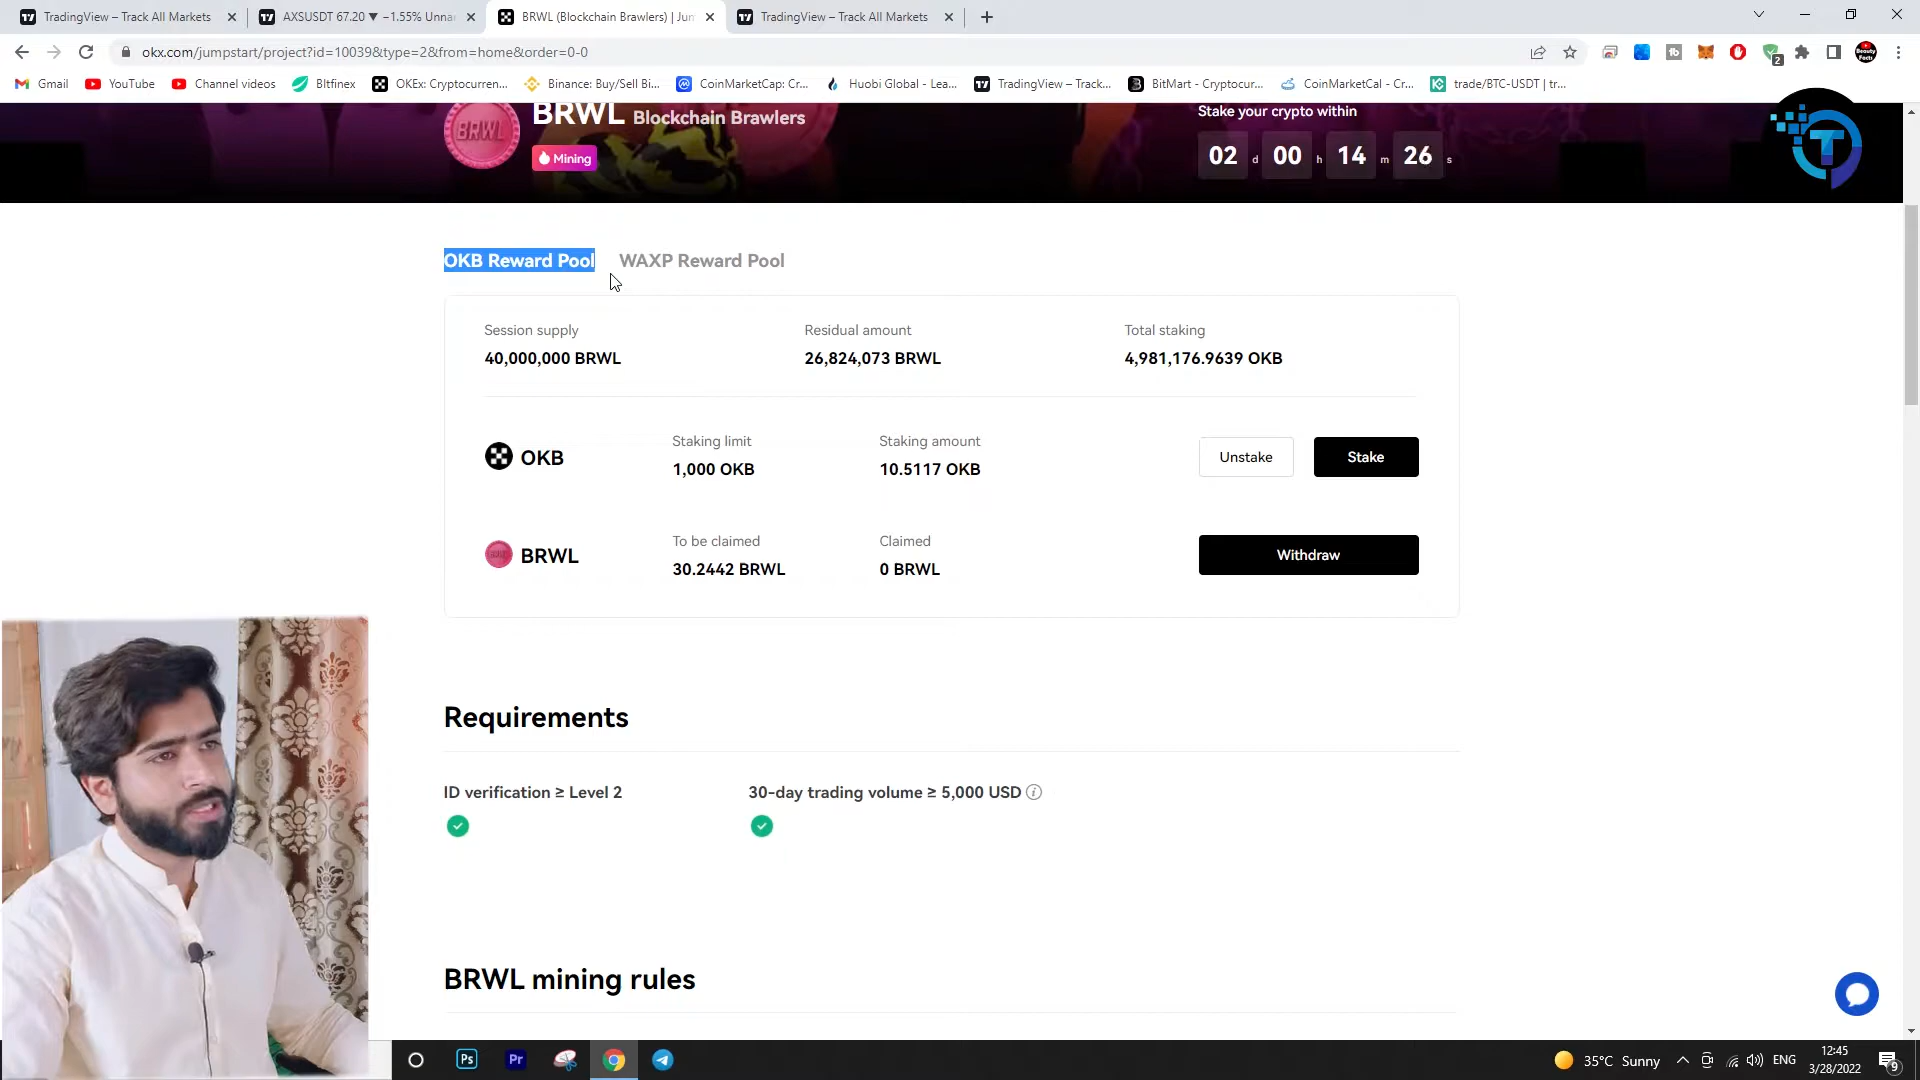 TradingView – Track All Markets
AXSUSDT 67.20 ▼ −1.55% Unna
BRWL (Blockchain Brawlers) | Jum
TradingView – Track All Markets
okx.com/jumpstart/project?id=10039&type=2&from=home&order=0-0
Gmail
YouTube
Channel videos
Bitfinex
OKEx: Cryptocurren...
Binance: Buy/Sell Bi...
CoinMarketCap: Cr...
Huobi Global - Lea...
TradingView – Track...
BitMart - Cryptocur...
CoinMarketCal - Cr...
trade/BTC-USDT | tr...
BRWL Blockchain Brawlers
BRWL
Mining
Stake your crypto within
02 d 00 h 14 m 26 s
OKB Reward Pool
WAXP Reward Pool
Session supply
Residual amount
Total staking
40,000,000 BRWL
26,824,073 BRWL
4,981,176.9639 OKB
OKB
Staking limit
1,000 OKB
Staking amount
10.5117 OKB
Unstake
Stake
BRWL
To be claimed
30.2442 BRWL
Claimed
0 BRWL
Withdraw
Requirements
ID verification ≥ Level 2
30-day trading volume ≥ 5,000 USD
BRWL mining rules
Ps
Pr
35°C Sunny
ENG
12:45
3/28/2022
9